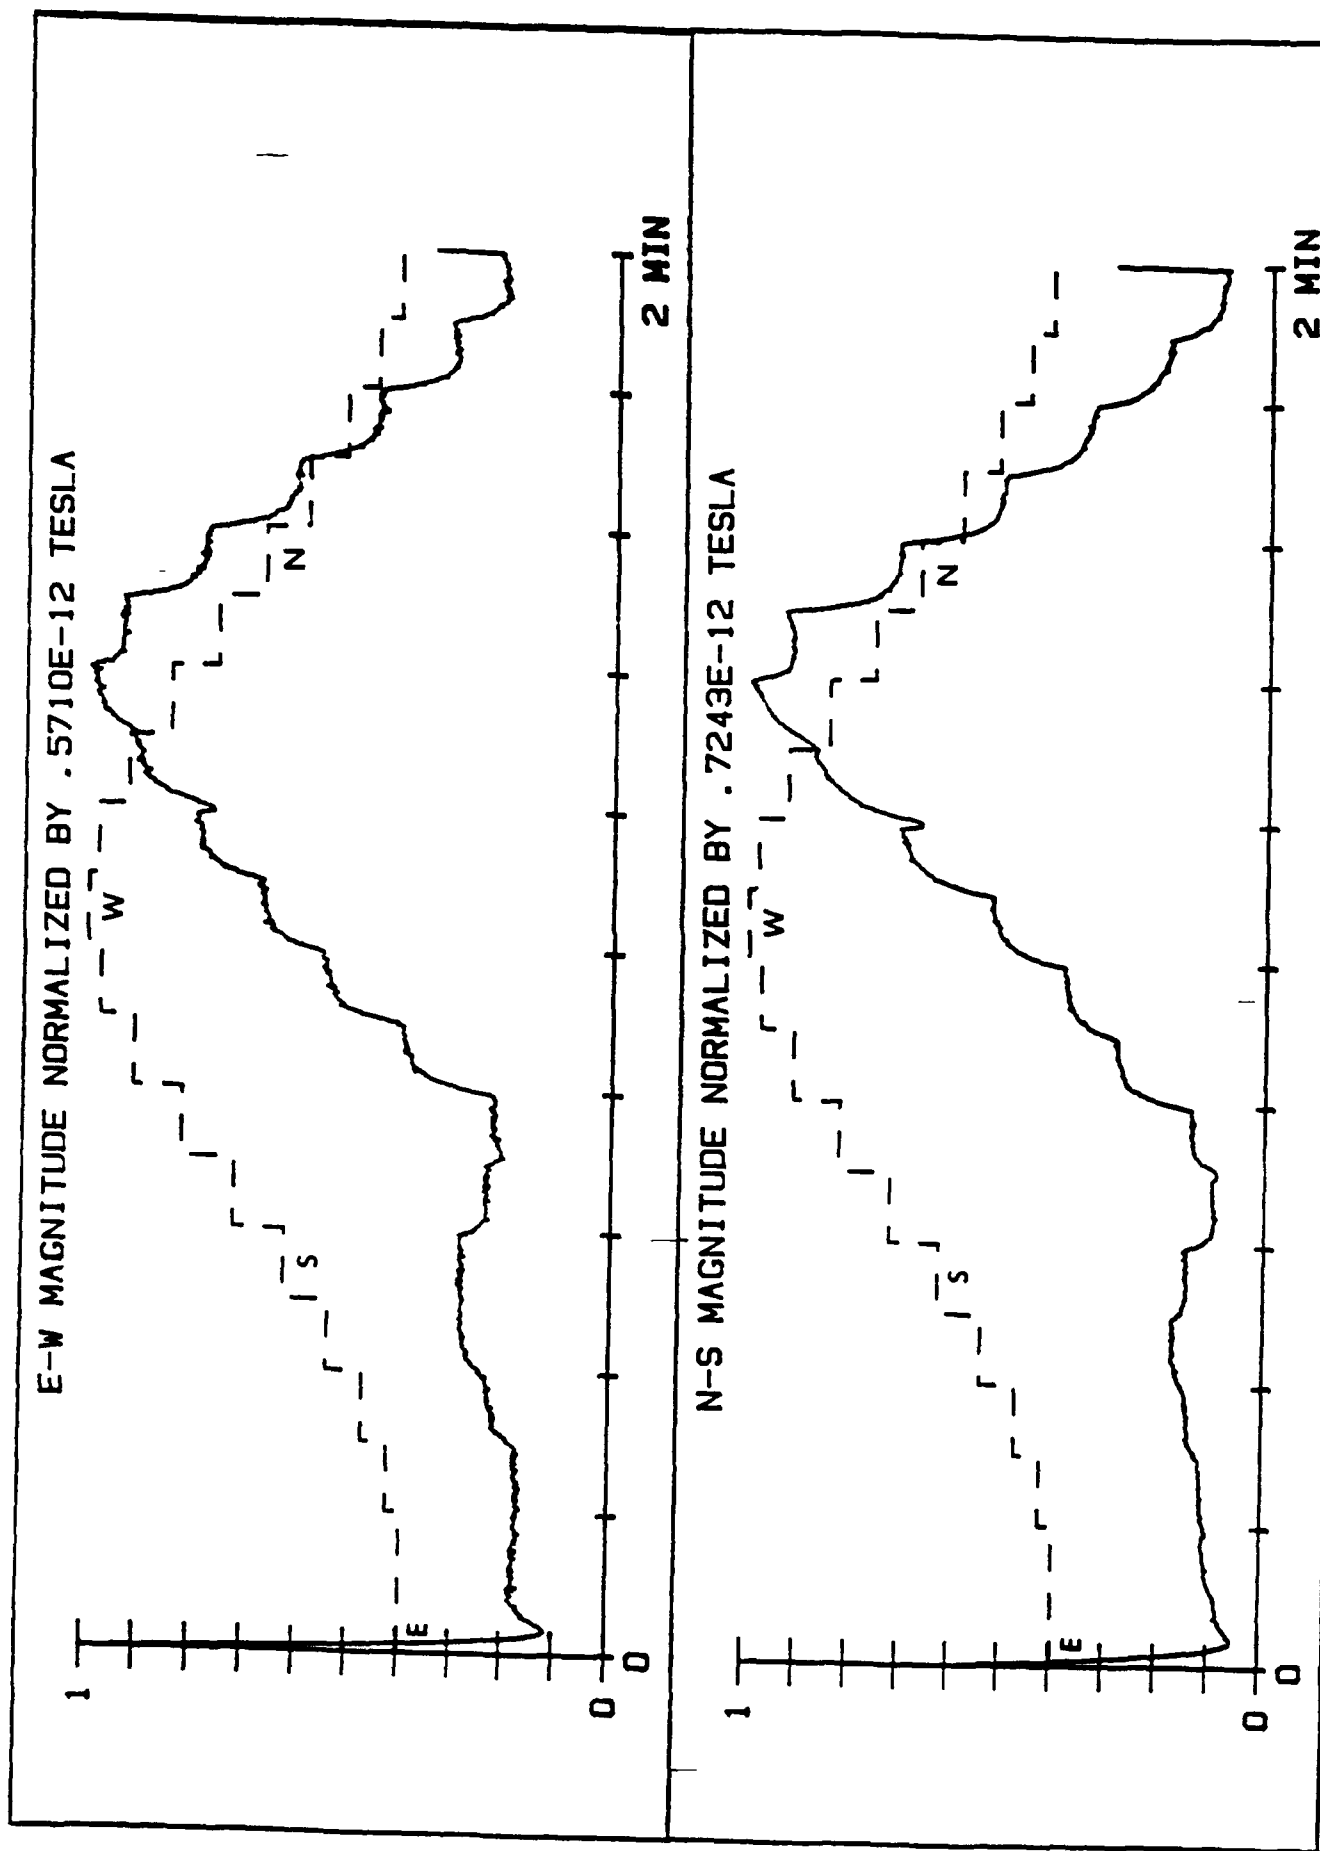 E-W MAGNITUDE NORMALIZED BY .5710E-12 TESLA
1
W
N
S
E
0
0
2 MIN
N-S MAGNITUDE NORMALIZED BY .7243E-12 TESLA
1
W
N
S
E
0
0
2 MIN